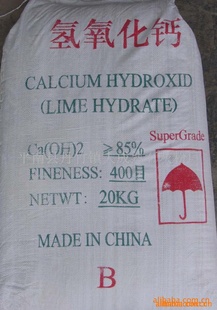 氢氧化钙
CALCIUM HYDROXID
(LIME HYDRATE)
SuperGrade
Ca(OH)2 ≥85%
FINENESS: 400目
NETWT: 20KG
MADE IN CHINA
B